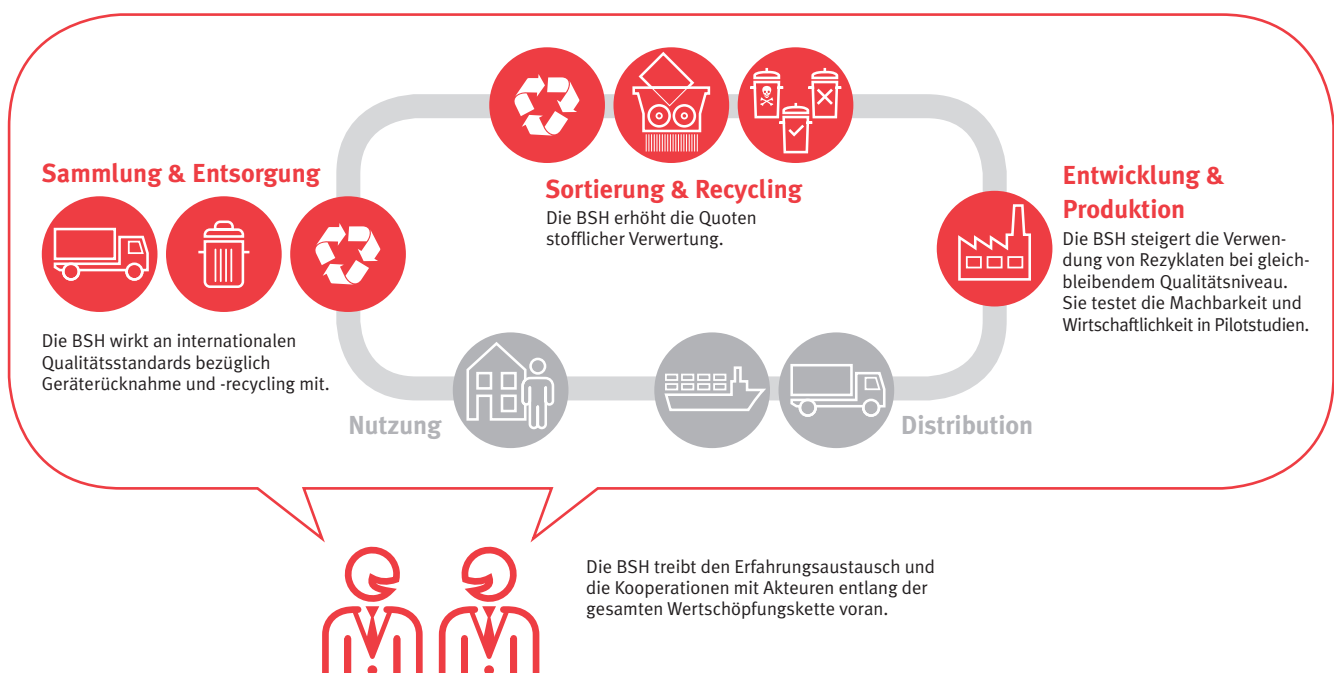 Sammlung & Entsorgung
Die BSH wirkt an internationalen
Qualitätsstandards bezüglich
Geräterücknahme und -recycling mit.
Sortierung & Recycling
Die BSH erhöht die Quoten
stofflicher Verwertung.
Entwicklung &
Produktion
Die BSH steigert die Verwen-
dung von Rezyklaten bei gleich-
bleibendem Qualitätsniveau.
Sie testet die Machbarkeit und
Wirtschaftlichkeit in Pilotstudien.
Nutzung
Distribution
Die BSH treibt den Erfahrungsaustausch und
die Kooperationen mit Akteuren entlang der
gesamten Wertschöpfungskette voran.